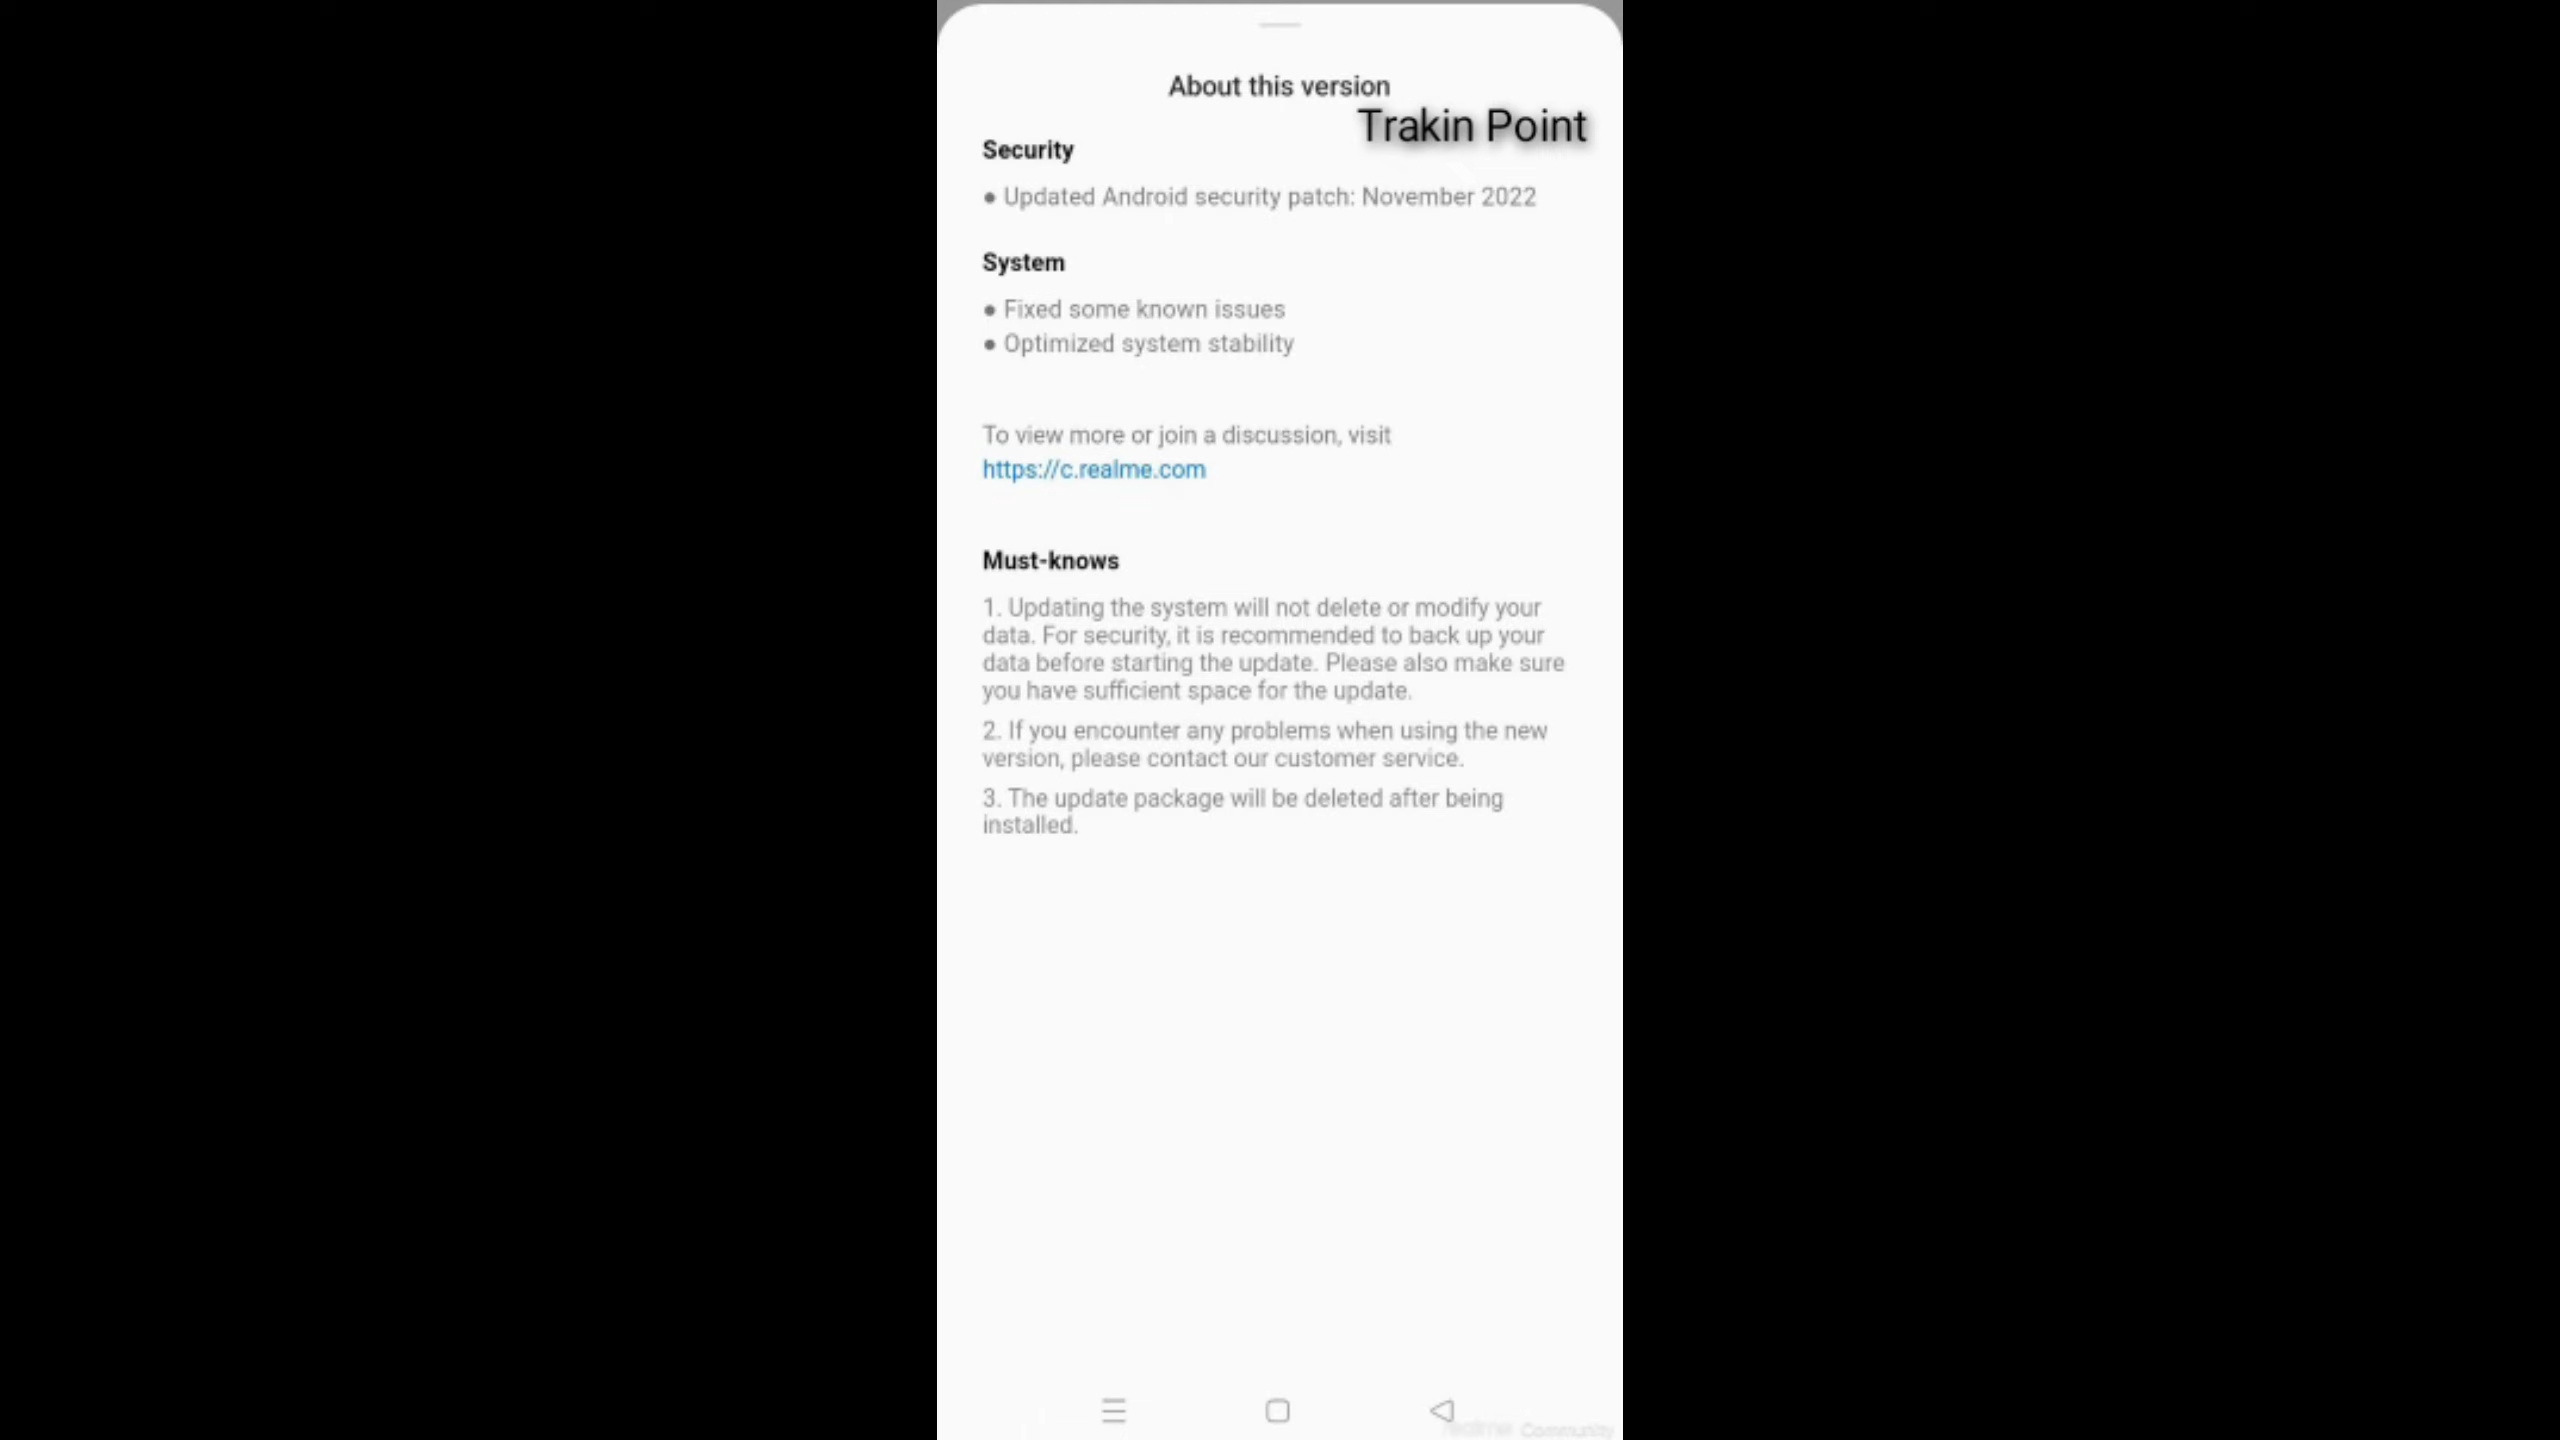 About this version
Trakin Point
Security
● Updated Android security patch: November 2022
System
● Fixed some known issues
● Optimized system stability
To view more or join a discussion, visit
https://c.realme.com
Must-knows
1. Updating the system will not delete or modify your
data. For security, it is recommended to back up your
data before starting the update. Please also make sure
you have sufficient space for the update.
2. If you encounter any problems when using the new
version, please contact our customer service.
3. The update package will be deleted after being
installed.
realme Community